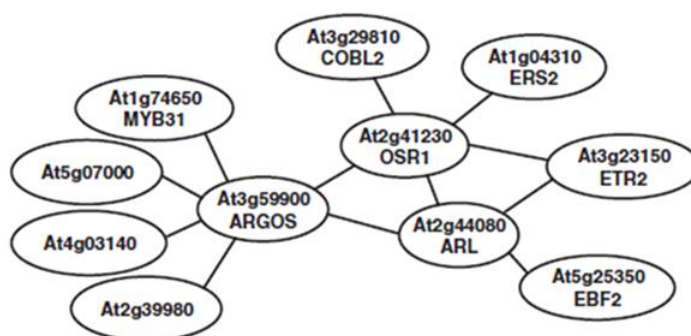 At3g29810
COBL2
At1g04310
ERS2
At1g74650
MYB31
At2g41230
OSR1
At3g23150
ETR2
At5g07000
At3g59900
ARGOS
At4g03140
At2g44080
ARL
At5g25350
EBF2
At2g39980